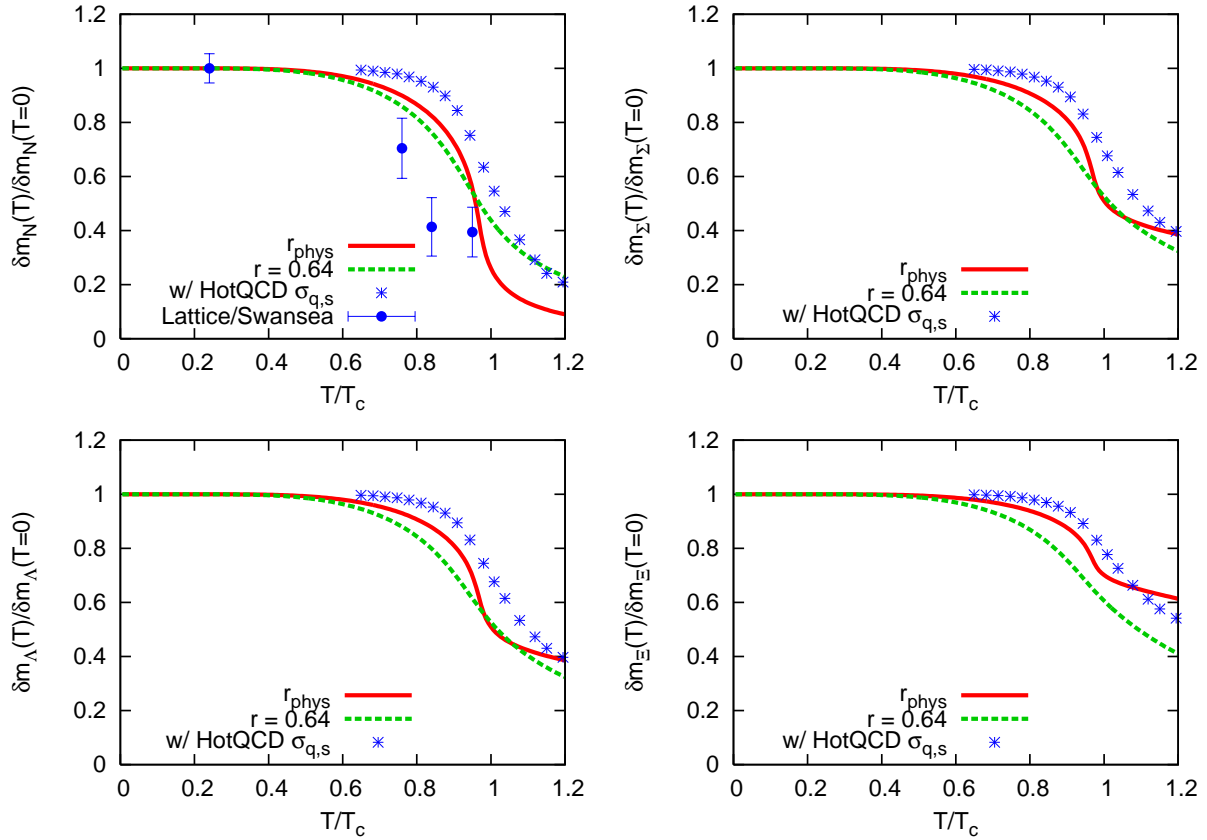 δm_N(T)/δm_N(T=0)
1.2
1
0.8
0.6
0.4
0.2
0
r_phys
r = 0.64
w/ HotQCD σ_q,s
Lattice/Swansea
0 0.2 0.4 0.6 0.8 1 1.2
T/T_c
δm_Σ(T)/δm_Σ(T=0)
1.2
1
0.8
0.6
0.4
0.2
0
r_phys
r = 0.64
w/ HotQCD σ_q,s
0 0.2 0.4 0.6 0.8 1 1.2
T/T_c
δm_Λ(T)/δm_Λ(T=0)
1.2
1
0.8
0.6
0.4
0.2
0
r_phys
r = 0.64
w/ HotQCD σ_q,s
0 0.2 0.4 0.6 0.8 1 1.2
T/T_c
δm_Ξ(T)/δm_Ξ(T=0)
1.2
1
0.8
0.6
0.4
0.2
0
r_phys
r = 0.64
w/ HotQCD σ_q,s
0 0.2 0.4 0.6 0.8 1 1.2
T/T_c